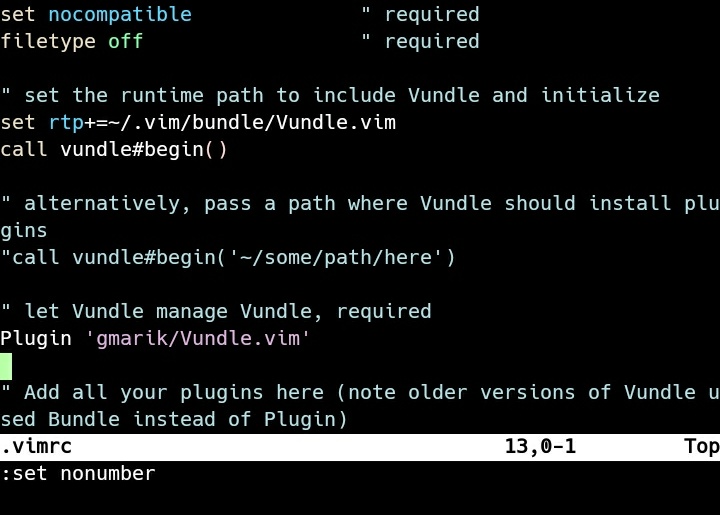 set nocompatible              " required
filetype off                  " required
" set the runtime path to include Vundle and initialize
set rtp+=~/.vim/bundle/Vundle.vim
call vundle#begin()
" alternatively, pass a path where Vundle should install plu
gins
"call vundle#begin('~/some/path/here')
" let Vundle manage Vundle, required
Plugin 'gmarik/Vundle.vim'
" Add all your plugins here (note older versions of Vundle u
sed Bundle instead of Plugin)
.vimrc                                    13,0-1         Top
:set nonumber